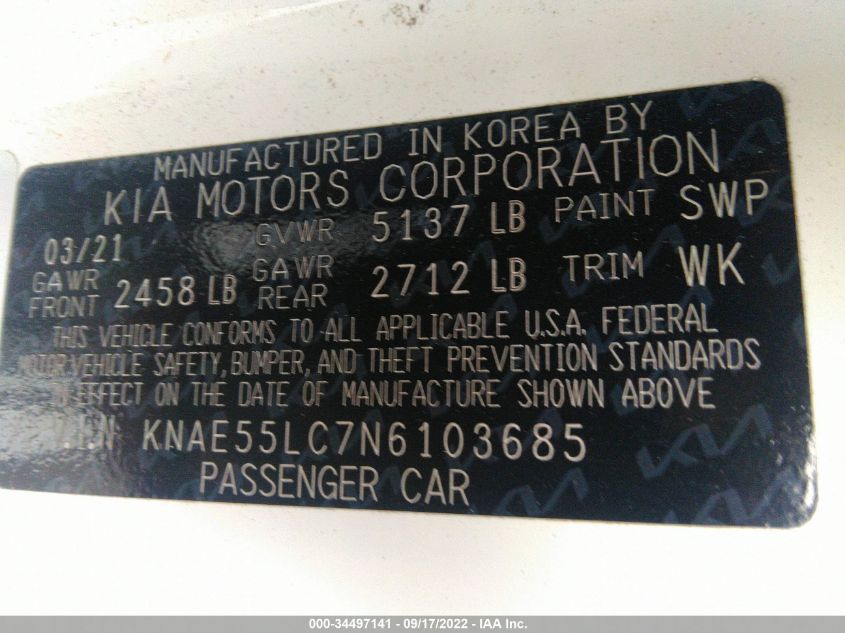 MANUFACTURED IN KOREA BY
KIA MOTORS CORPORATION
03/21 GVWR 5137 LB PAINT SWP
GAWR FRONT 2458 LB GAWR REAR 2712 LB TRIM WK
THIS VEHICLE CONFORMS TO ALL APPLICABLE U.S.A. FEDERAL
MOTOR VEHICLE SAFETY, BUMPER, AND THEFT PREVENTION STANDARDS
IN EFFECT ON THE DATE OF MANUFACTURE SHOWN ABOVE
V.I.N KNAE55LC7N6103685
PASSENGER CAR
000-34497141 - 09/17/2022 - IAA Inc.